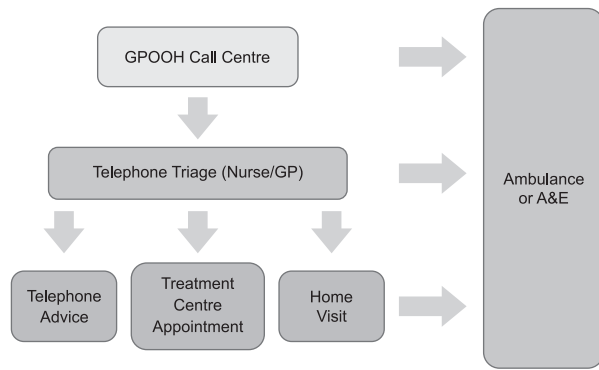 GPOOH Call Centre
Telephone Triage (Nurse/GP)
Ambulance
or A&E
Telephone
Advice
Treatment
Centre
Appointment
Home
Visit